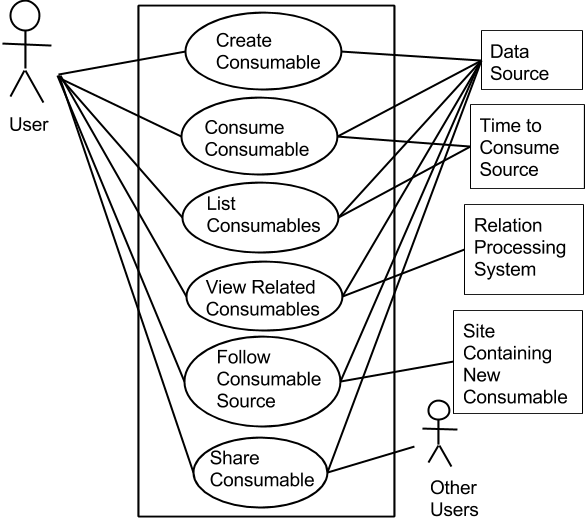 User
Create
Consumable
Consume
Consumable
List
Consumables
View Related
Consumables
Follow
Consumable
Source
Share
Consumable
Data
Source
Time to
Consume
Source
Relation
Processing
System
Site
Containing
New
Consumable
Other
Users